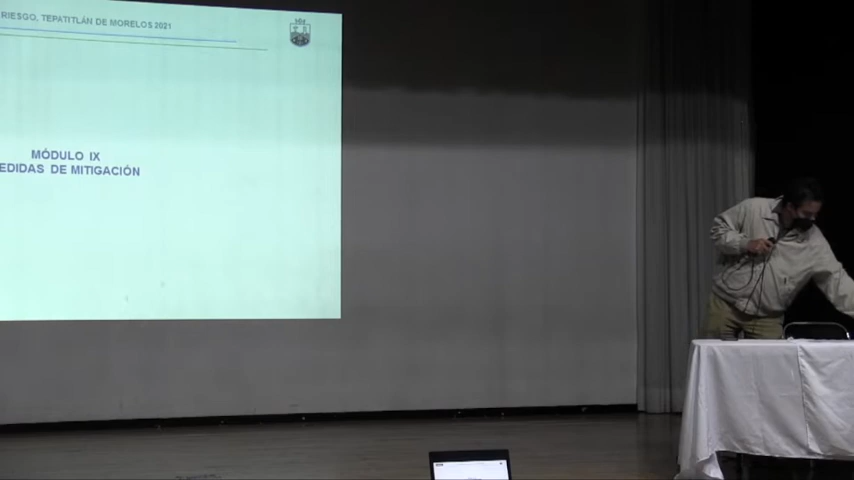 RIESGO, TEPATITLÁN DE MORELOS 2021
MÓDULO IX
EDIDAS DE MITIGACIÓN